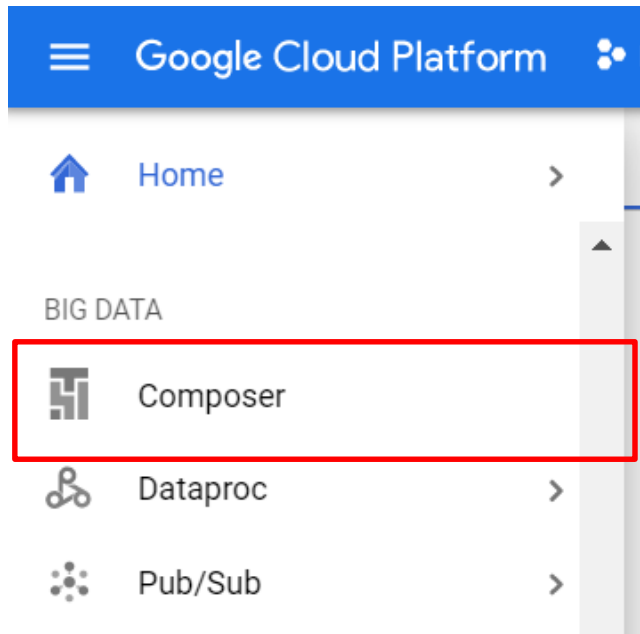 Google Cloud Platform
Home
BIG DATA
Composer
Dataproc
Pub/Sub